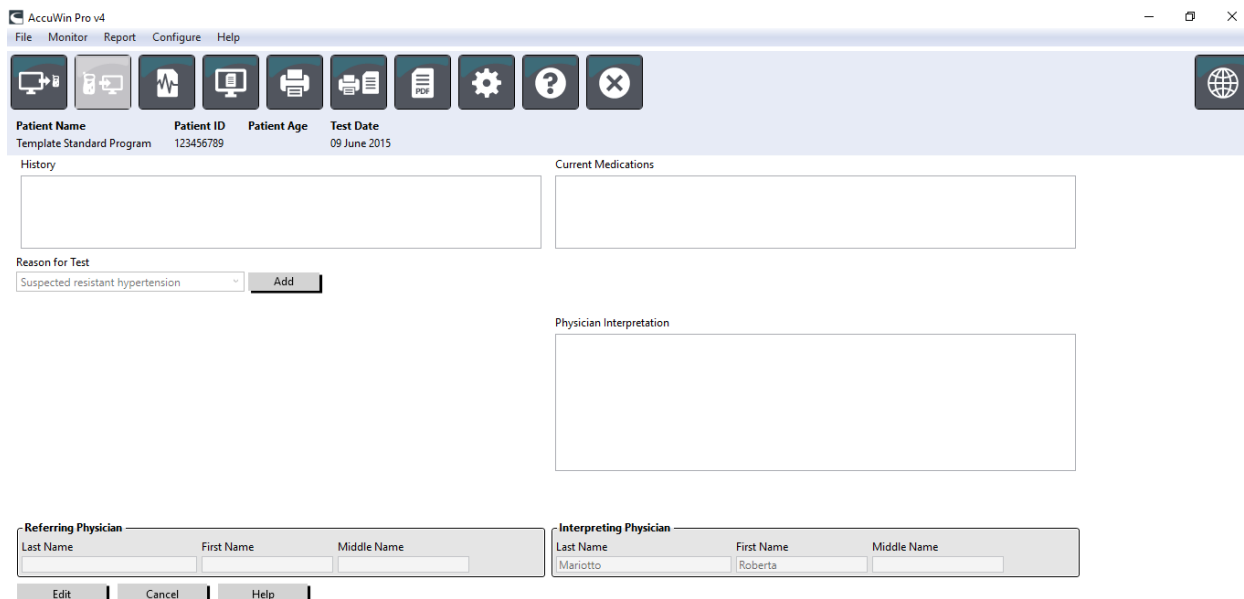 AccuWin Pro v4
File Monitor Report Configure Help
PDF
Patient Name Patient ID Patient Age Test Date
Template Standard Program 123456789 09 June 2015
History Current Medications
Reason for Test
Suspected resistant hypertension Add
Physician Interpretation
Referring Physician Interpreting Physician
Last Name First Name Middle Name Last Name First Name Middle Name
Mariotto Roberta
Edit Cancel Help